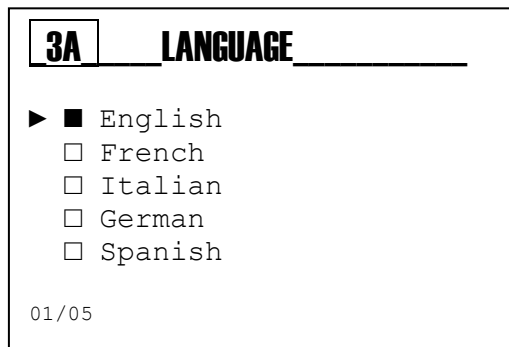 3A LANGUAGE
► ■ English
□ French
□ Italian
□ German
□ Spanish
01/05